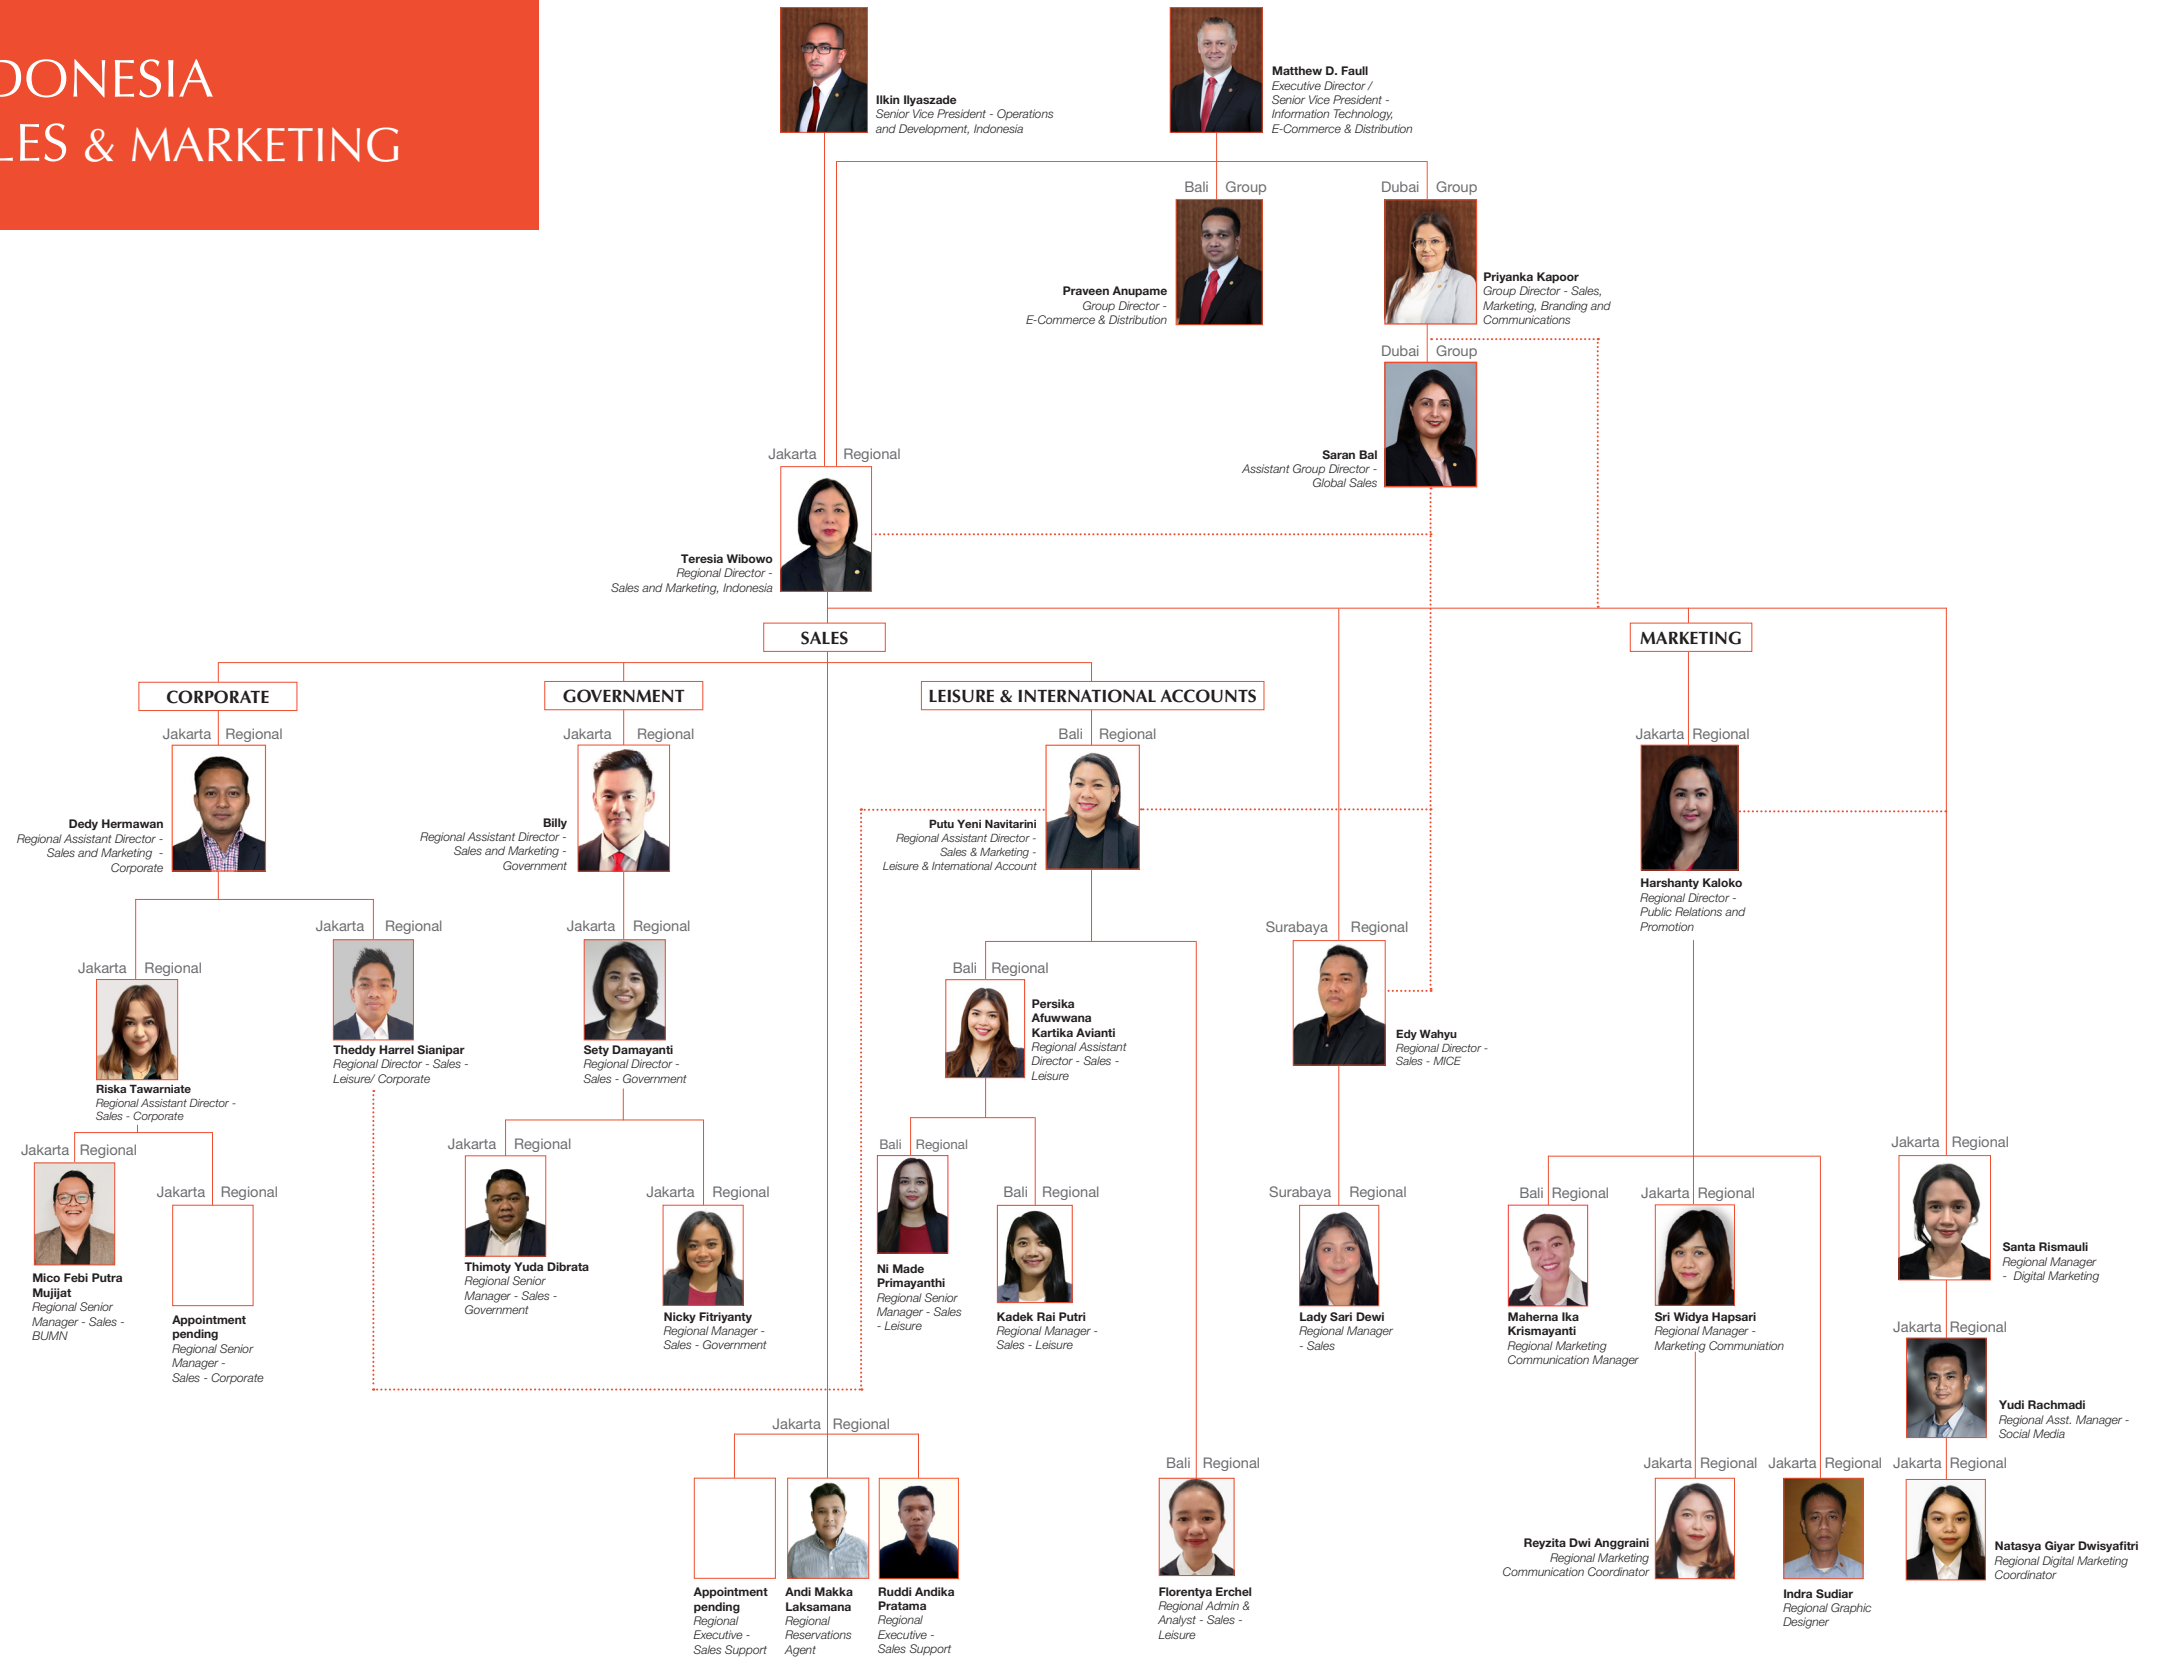 DONESIA
LES & MARKETING
Ilkin Ilyaszade
Senior Vice President - Operations
and Development, Indonesia
Matthew D. Faull
Executive Director /
Senior Vice President -
Information Technology,
E-Commerce & Distribution
Bali Group
Praveen Anupame
Group Director -
E-Commerce & Distribution
Dubai Group
Priyanka Kapoor
Group Director - Sales,
Marketing, Branding and
Communications
Dubai Group
Saran Bal
Assistant Group Director -
Global Sales
Jakarta Regional
Teresia Wibowo
Regional Director -
Sales and Marketing, Indonesia
SALES
MARKETING
CORPORATE
GOVERNMENT
LEISURE & INTERNATIONAL ACCOUNTS
Jakarta Regional
Dedy Hermawan
Regional Assistant Director -
Sales and Marketing -
Corporate
Jakarta Regional
Billy
Regional Assistant Director -
Sales and Marketing -
Government
Bali Regional
Putu Yeni Navitarini
Regional Assistant Director -
Sales & Marketing -
Leisure & International Account
Jakarta Regional
Harshanty Kaloko
Regional Director -
Public Relations and
Promotion
Jakarta Regional
Riska Tawarniate
Regional Assistant Director -
Sales - Corporate
Jakarta Regional
Theddy Harrel Sianipar
Regional Director - Sales -
Leisure/ Corporate
Jakarta Regional
Sety Damayanti
Regional Director -
Sales - Government
Bali Regional
Persika
Afuwwana
Kartika Avianti
Regional Assistant
Director - Sales -
Leisure
Surabaya Regional
Edy Wahyu
Regional Director -
Sales - MICE
Jakarta Regional
Mico Febi Putra
Mujijat
Regional Senior
Manager - Sales -
BUMN
Jakarta Regional
Appointment
pending
Regional Senior
Manager -
Sales - Corporate
Jakarta Regional
Thimoty Yuda Dibrata
Regional Senior
Manager - Sales -
Government
Jakarta Regional
Nicky Fitriyanty
Regional Manager -
Sales - Government
Bali Regional
Ni Made
Primayanthi
Regional Senior
Manager - Sales
- Leisure
Bali Regional
Kadek Rai Putri
Regional Manager -
Sales - Leisure
Surabaya Regional
Lady Sari Dewi
Regional Manager
- Sales
Bali Regional
Maherna Ika
Krismayanti
Regional Marketing
Communication Manager
Jakarta Regional
Sri Widya Hapsari
Regional Manager -
Marketing Communiation
Jakarta Regional
Santa Rismauli
Regional Manager
- Digital Marketing
Jakarta Regional
Yudi Rachmadi
Regional Asst. Manager -
Social Media
Jakarta Regional
Appointment
pending
Regional
Executive -
Sales Support
Andi Makka
Laksamana
Regional
Reservations
Agent
Ruddi Andika
Pratama
Regional
Executive -
Sales Support
Bali Regional
Florentya Erchel
Regional Admin &
Analyst - Sales -
Leisure
Jakarta Regional
Reyzita Dwi Anggraini
Regional Marketing
Communication Coordinator
Jakarta Regional
Indra Sudiar
Regional Graphic
Designer
Jakarta Regional
Natasya Giyar Dwisyafitri
Regional Digital Marketing
Coordinator